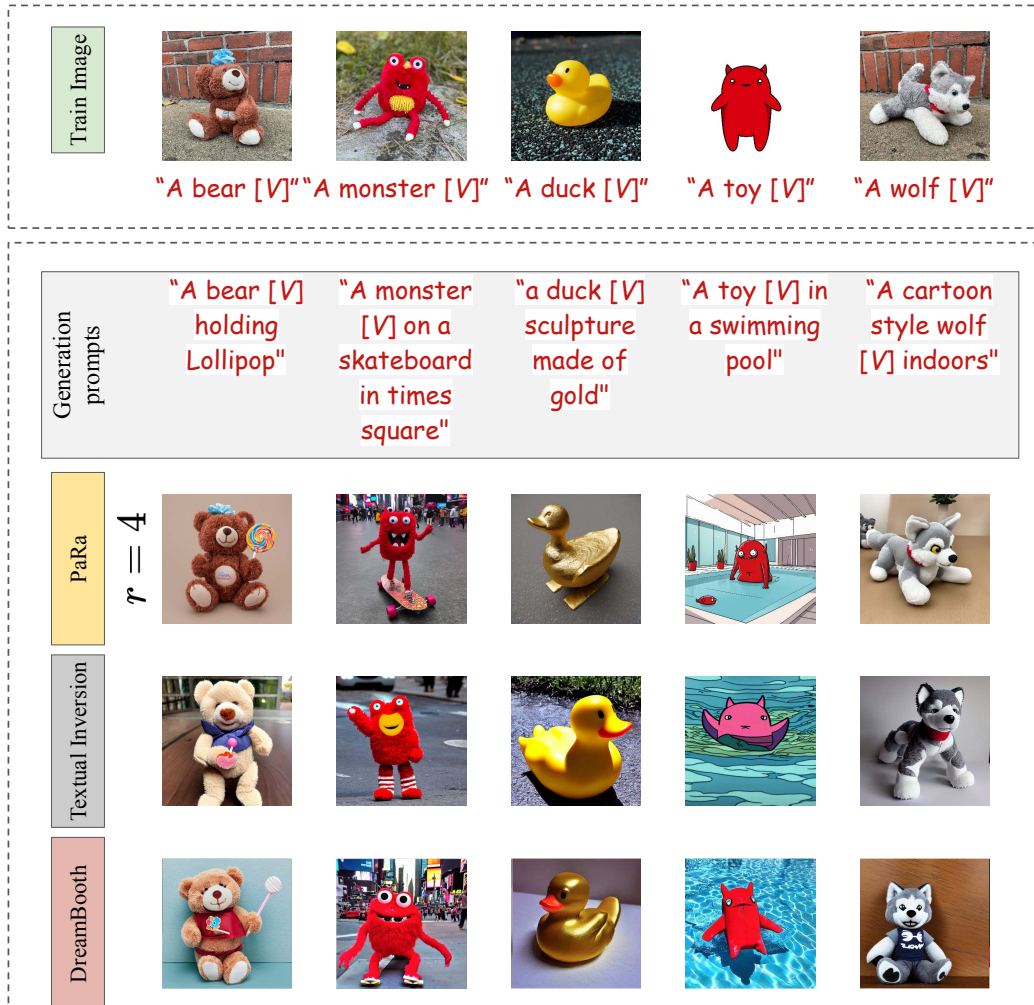 Train Image
“A bear [V]” “A monster [V]” “A duck [V]” “A toy [V]” “A wolf [V]”
Generation
prompts
“A bear [V]
holding
Lollipop"
“A monster
[V] on a
skateboard
in times
square"
“a duck [V]
sculpture
made of
gold"
“A toy [V] in
a swimming
pool"
“A cartoon
style wolf
[V] indoors"
PaRa
r = 4
Textual Inversion
DreamBooth